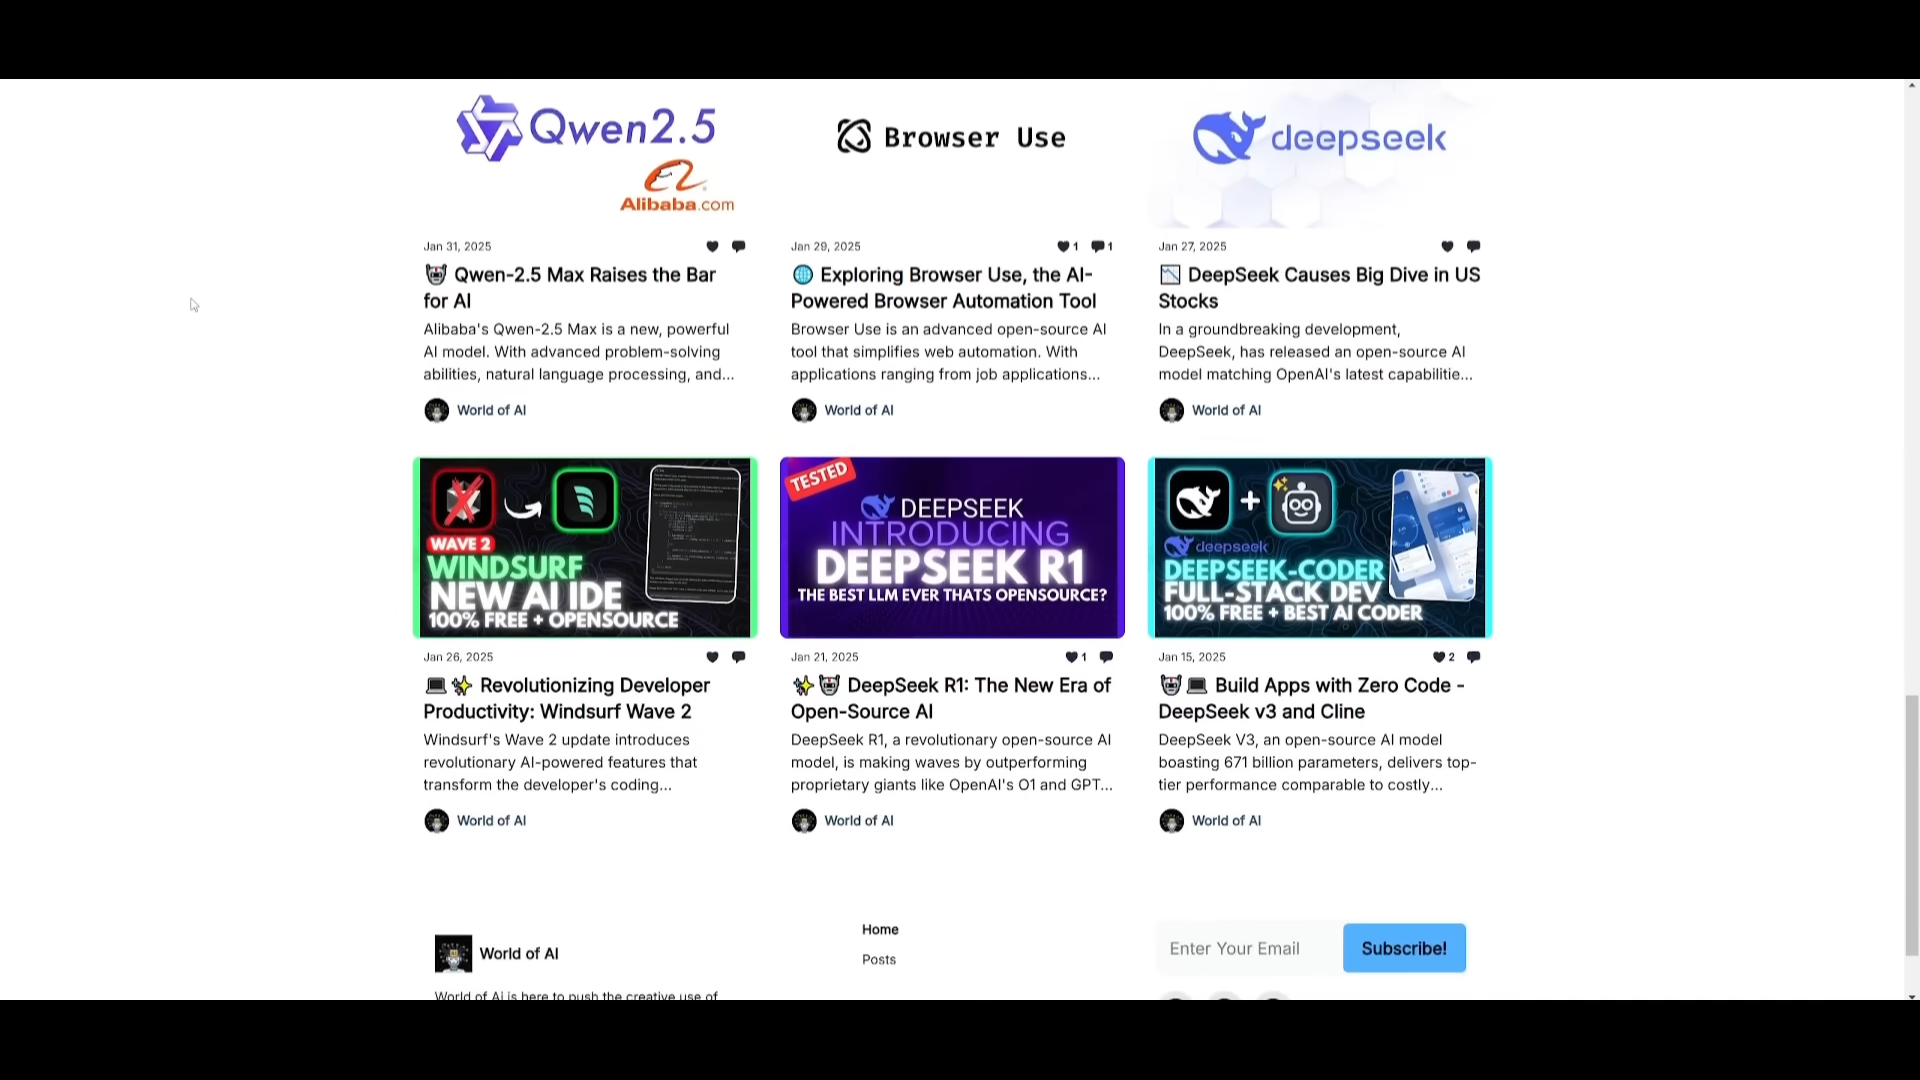 Qwen2.5
Alibaba.com
Browser Use
deepseek
Jan 31, 2025
Qwen-2.5 Max Raises the Bar
for AI
Alibaba's Qwen-2.5 Max is a new, powerful
AI model. With advanced problem-solving
abilities, natural language processing, and...
World of AI
Jan 29, 2025
1
1
Exploring Browser Use, the AI-
Powered Browser Automation Tool
Browser Use is an advanced open-source AI
tool that simplifies web automation. With
applications ranging from job applications...
World of AI
Jan 27, 2025
DeepSeek Causes Big Dive in US
Stocks
In a groundbreaking development,
DeepSeek, has released an open-source AI
model matching OpenAI's latest capabilitie...
World of AI
WAVE 2
WINDSURF
NEW AI IDE
100% FREE + OPENSOURCE
Jan 26, 2025
Revolutionizing Developer
Productivity: Windsurf Wave 2
Windsurf's Wave 2 update introduces
revolutionary AI-powered features that
transform the developer's coding...
World of AI
TESTED
DEEPSEEK
INTRODUCING
DEEPSEEK R1
THE BEST LLM EVER THATS OPENSOURCE?
Jan 21, 2025
1
DeepSeek R1: The New Era of
Open-Source AI
DeepSeek R1, a revolutionary open-source AI
model, is making waves by outperforming
proprietary giants like OpenAI's O1 and GPT...
World of AI
+
deepseek
DEEPSEEK-CODER
FULL-STACK DEV
100% FREE + BEST AI CODER
Jan 15, 2025
2
Build Apps with Zero Code -
DeepSeek v3 and Cline
DeepSeek V3, an open-source AI model
boasting 671 billion parameters, delivers top-
tier performance comparable to costly...
World of AI
World of AI
World of Ai is here to push the creative use of
Home
Posts
Enter Your Email
Subscribe!